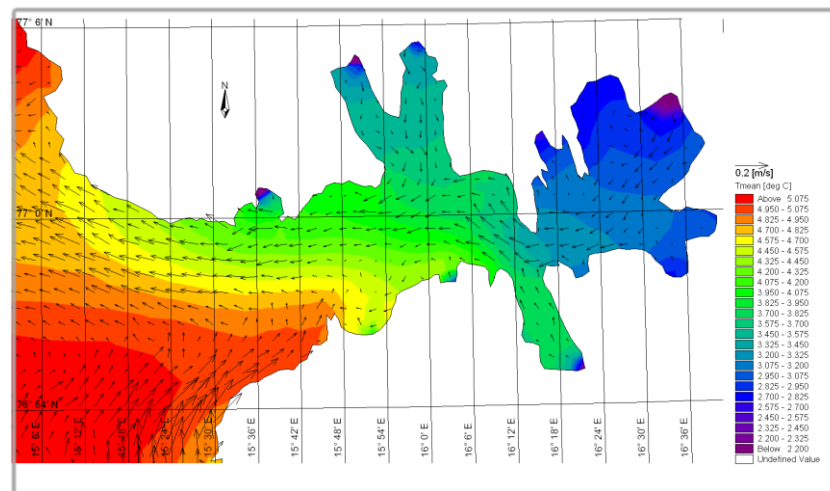 77° 6' N
N
77° 0' N
76° 54' N
15° 6' E
15° 12' E
15° 18' E
15° 24' E
15° 30' E
15° 36' E
15° 42' E
15° 48' E
15° 54' E
16° 0' E
16° 6' E
16° 12' E
16° 18' E
16° 24' E
16° 30' E
16° 36' E
0.2 [m/s]
Tmean [deg C]
Above 5.075
4.950 - 5.075
4.825 - 4.950
4.700 - 4.825
4.575 - 4.700
4.450 - 4.575
4.325 - 4.450
4.200 - 4.325
4.075 - 4.200
3.950 - 4.075
3.825 - 3.950
3.700 - 3.825
3.575 - 3.700
3.450 - 3.575
3.325 - 3.450
3.200 - 3.325
3.075 - 3.200
2.950 - 3.075
2.825 - 2.950
2.700 - 2.825
2.575 - 2.700
2.450 - 2.575
2.325 - 2.450
2.200 - 2.325
Below 2.200
Undefined Value